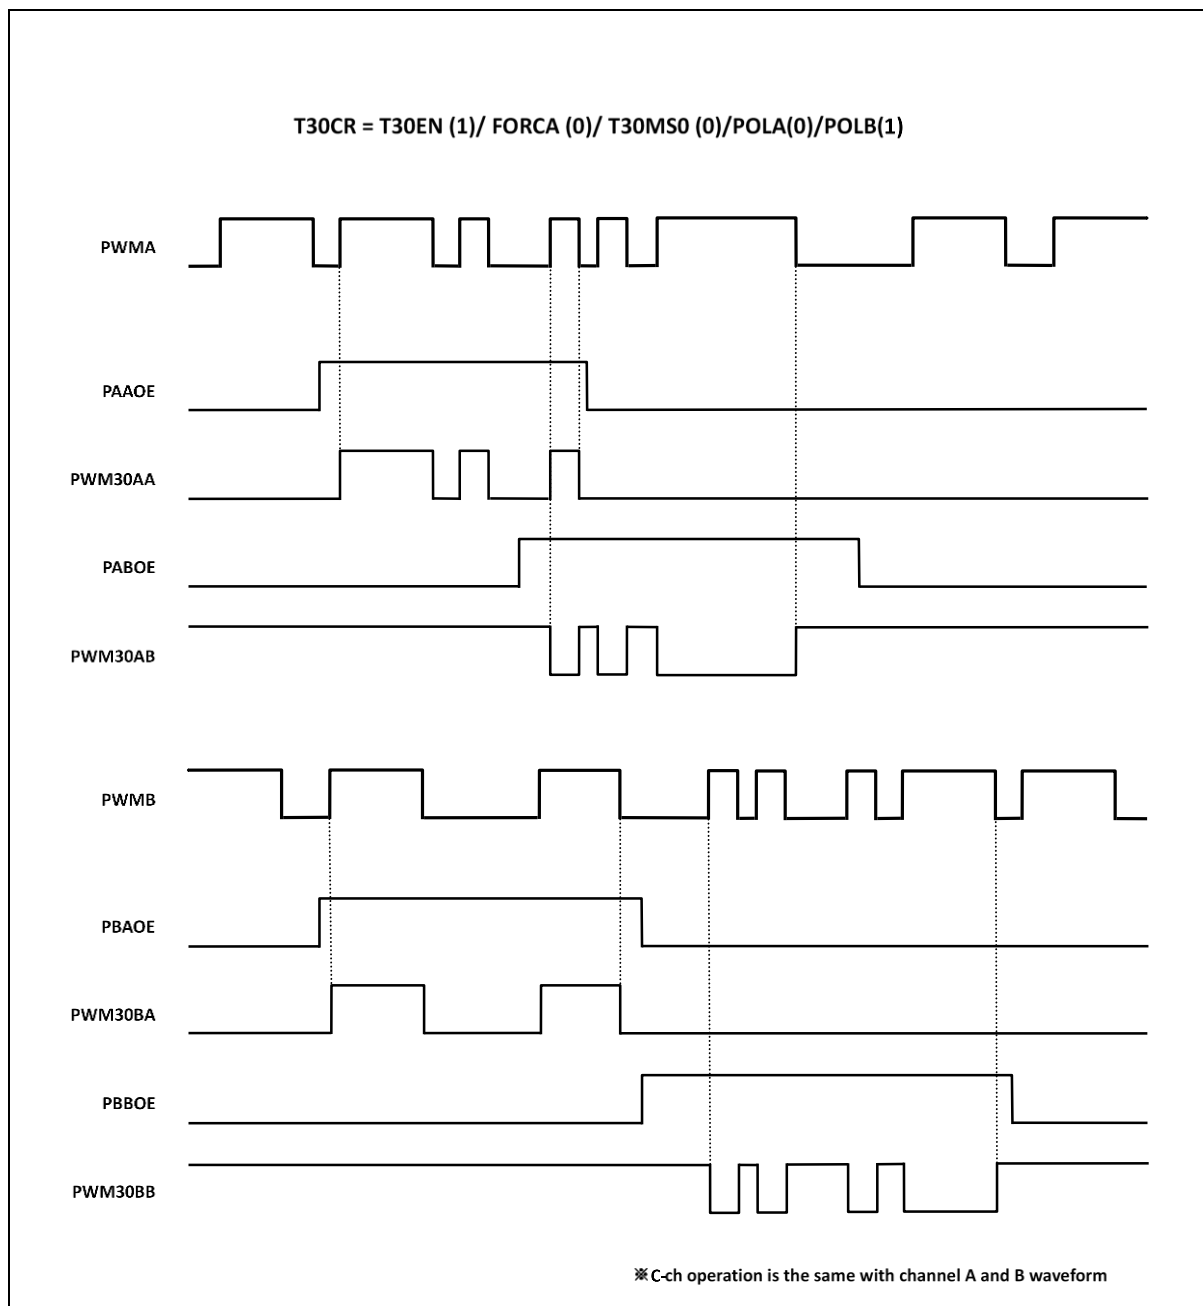 T30CR = T30EN (1)/ FORCA (0)/ T30MS0 (0)/POLA(0)/POLB(1)
PWMA
PAAOE
PWM30AA
PABOE
PWM30AB
PWMB
PBAOE
PWM30BA
PBBOE
PWM30BB
※C-ch operation is the same with channel A and B waveform